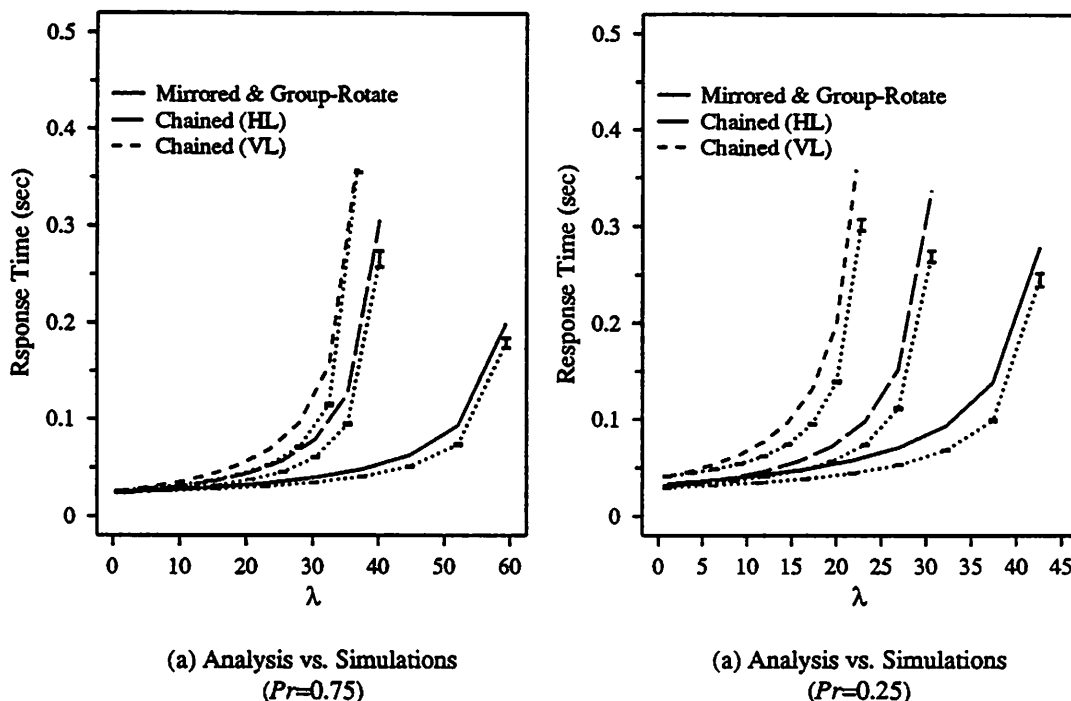 0.5
0.4
0.3
0.2
0.1
0
Rsponse Time (sec)
Mirrored & Group-Rotate
Chained (HL)
Chained (VL)
0 10 20 30 40 50 60
λ
(a) Analysis vs. Simulations
(Pr=0.75)
0.5
0.4
0.3
0.2
0.1
0
Response Time (sec)
Mirrored & Group-Rotate
Chained (HL)
Chained (VL)
0 5 10 15 20 25 30 35 40 45
λ
(a) Analysis vs. Simulations
(Pr=0.25)